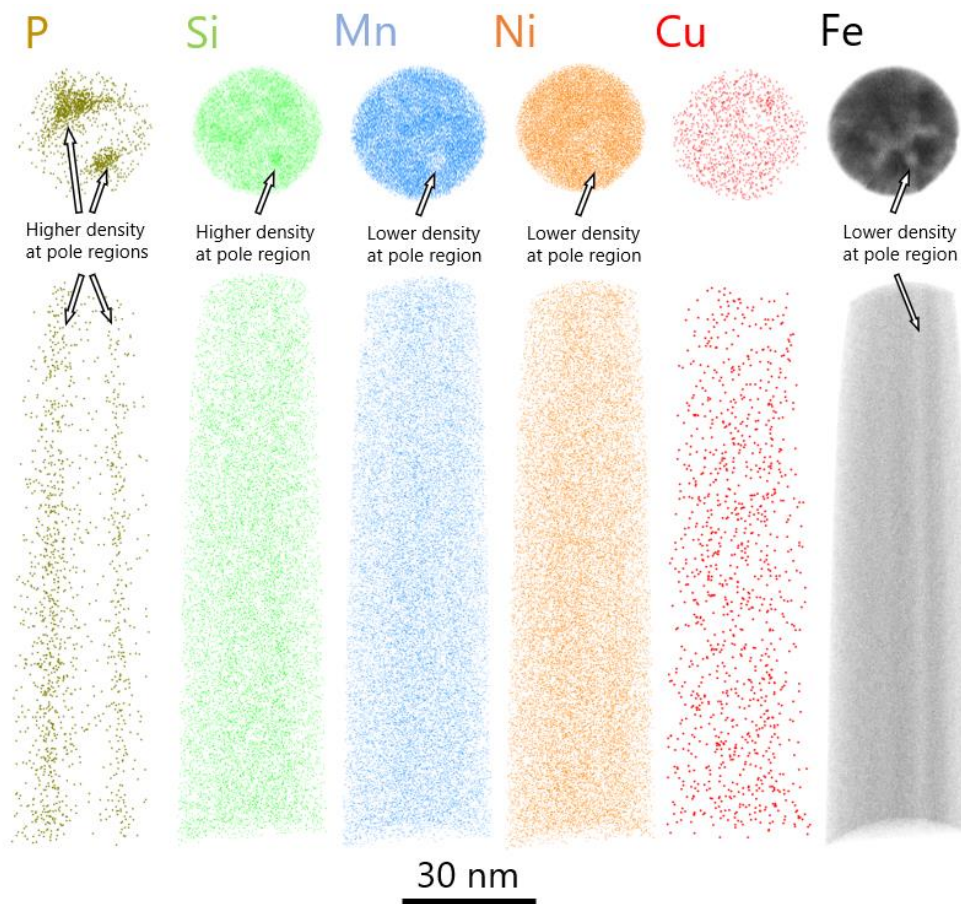 P Si Mn Ni Cu Fe
Higher density
at pole regions
Higher density
at pole region
Lower density
at pole region
Lower density
at pole region
Lower density
at pole region
30 nm